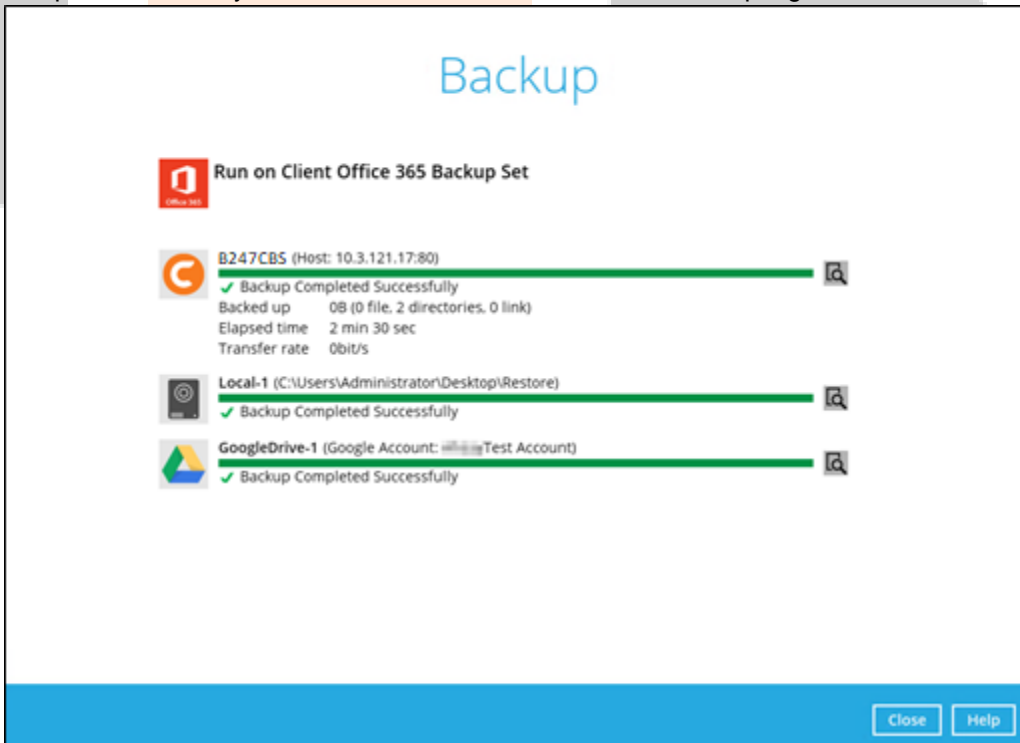 Backup
Run on Client Office 365 Backup Set
Office 365
B247CBS (Host: 10.3.121.17:80)
Backup Completed Successfully
Backed up 0B (0 file, 2 directories, 0 link)
Elapsed time 2 min 30 sec
Transfer rate 0bit/s
Local-1 (C:\Users\Administrator\Desktop\Restore)
Backup Completed Successfully
GoogleDrive-1 (Google Account: Test Account)
Backup Completed Successfully
Close Help